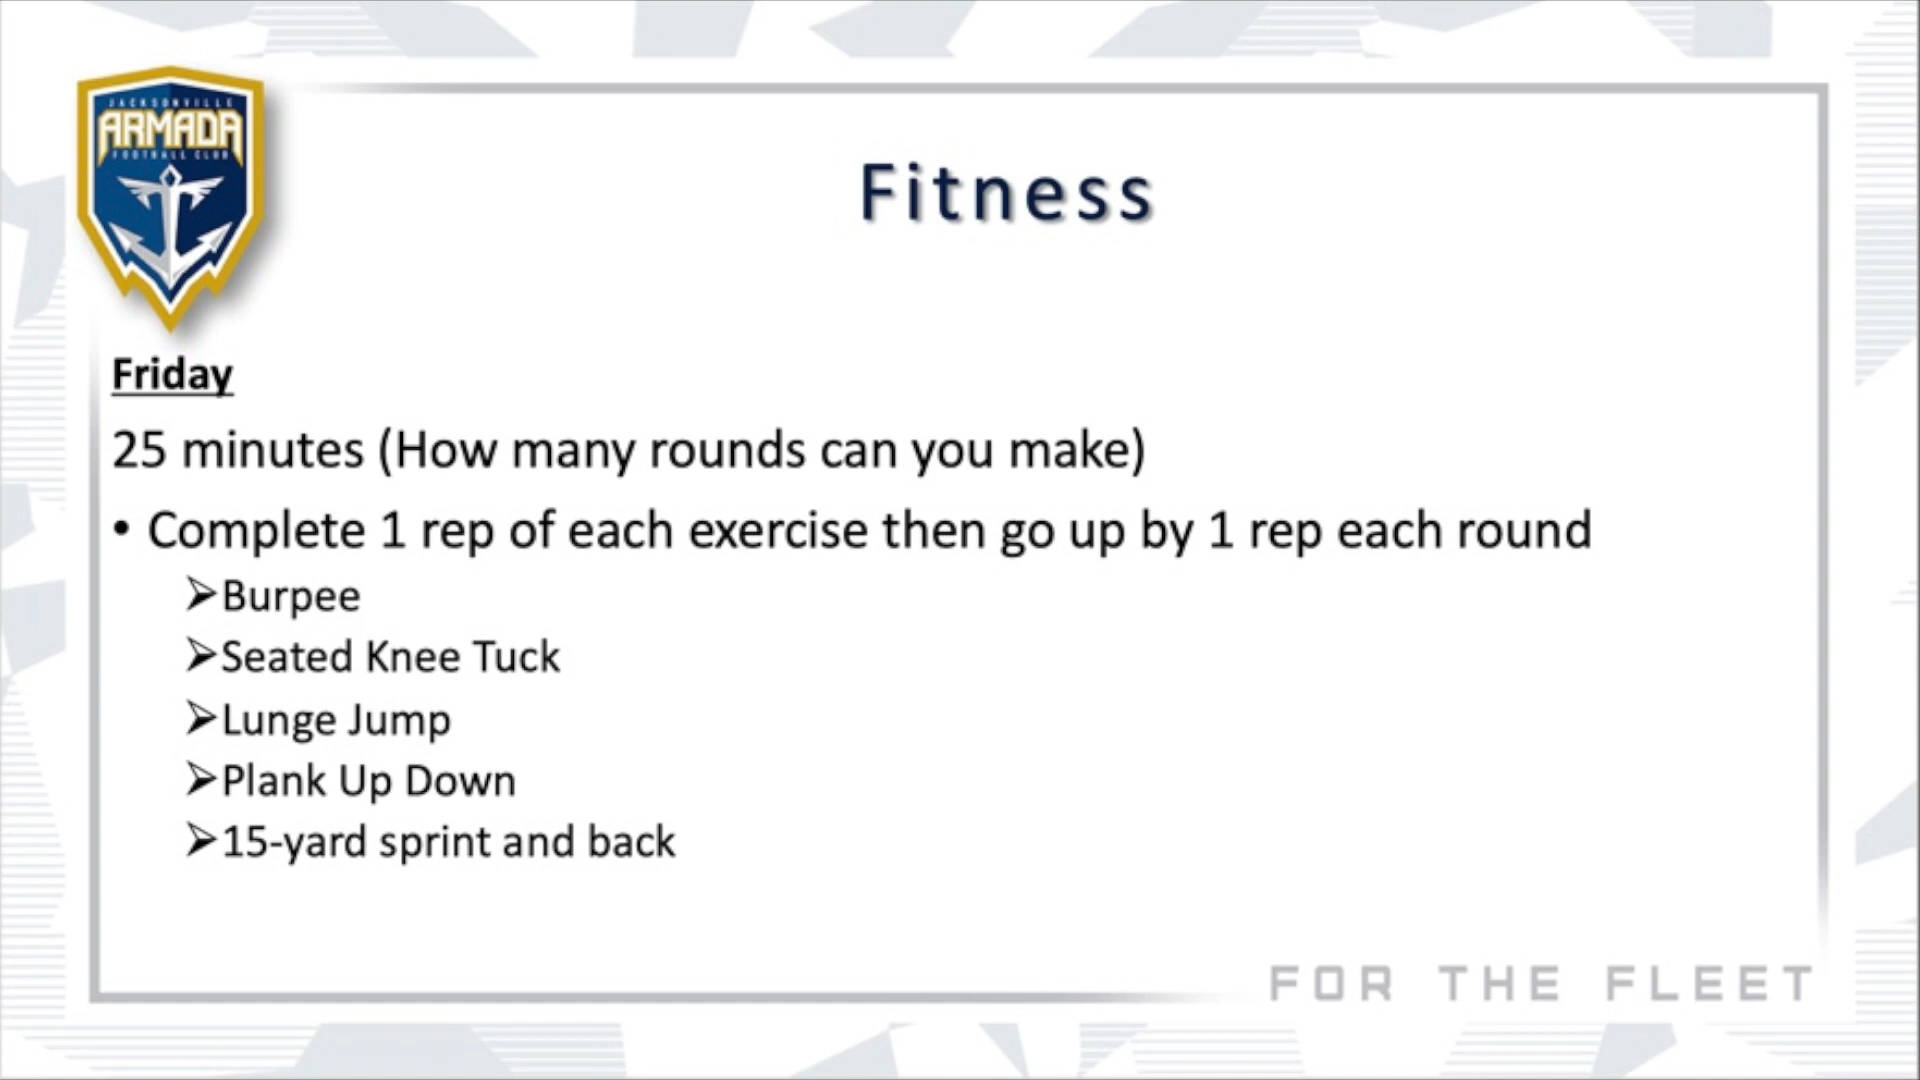 JACKSONVILLE
ARMADA
FOOTBALL CLUB
Fitness
Friday
25 minutes (How many rounds can you make)
• Complete 1 rep of each exercise then go up by 1 rep each round
➢Burpee
➢Seated Knee Tuck
➢Lunge Jump
➢Plank Up Down
➢15-yard sprint and back
FOR THE FLEET